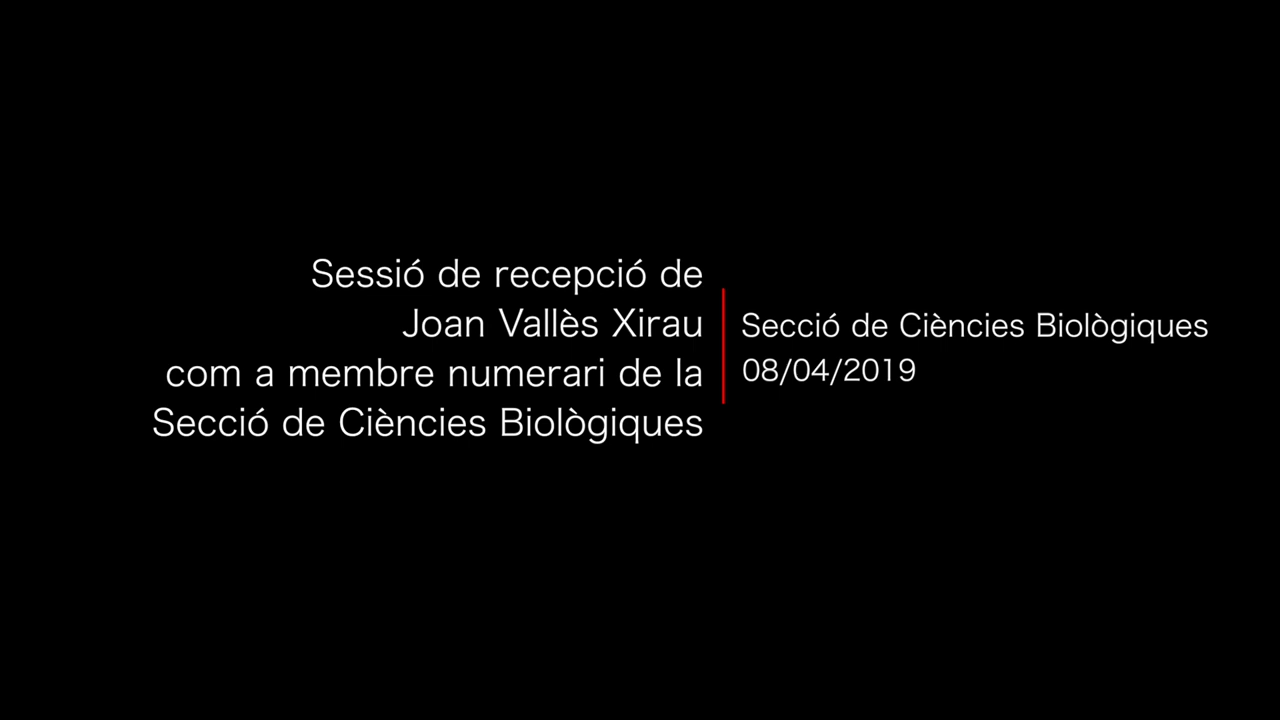 Sessió de recepció de
Joan Vallès Xirau
com a membre numerari de la
Secció de Ciències Biològiques
Secció de Ciències Biològiques
08/04/2019